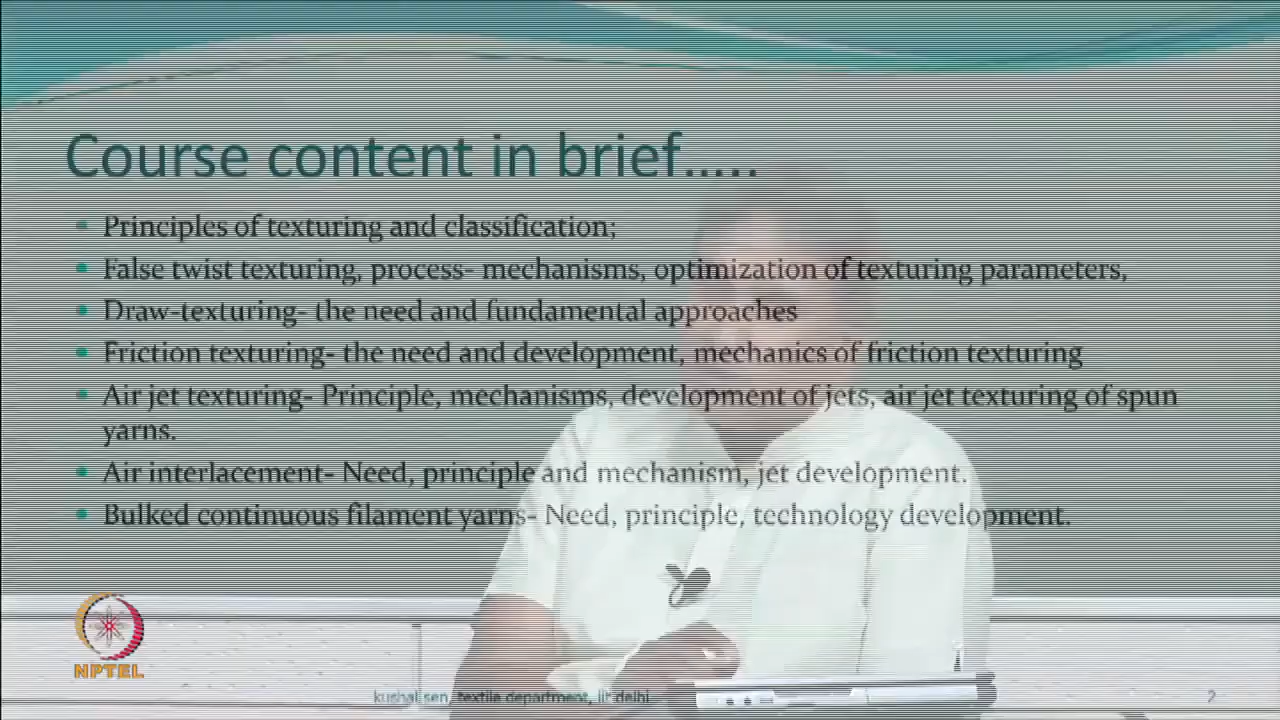 Course content in brief.....
• Principles of texturing and classification;
• False twist texturing, process- mechanisms, optimization of texturing parameters,
• Draw-texturing- the need and fundamental approaches
• Friction texturing- the need and development, mechanics of friction texturing
• Air jet texturing- Principle, mechanisms, development of jets, air jet texturing of spun
yarns.
• Air interlacement- Need, principle and mechanism, jet development.
• Bulked continuous filament yarns- Need, principle, technology development.
NPTEL
kushal sen, textile department, iit delhi
2